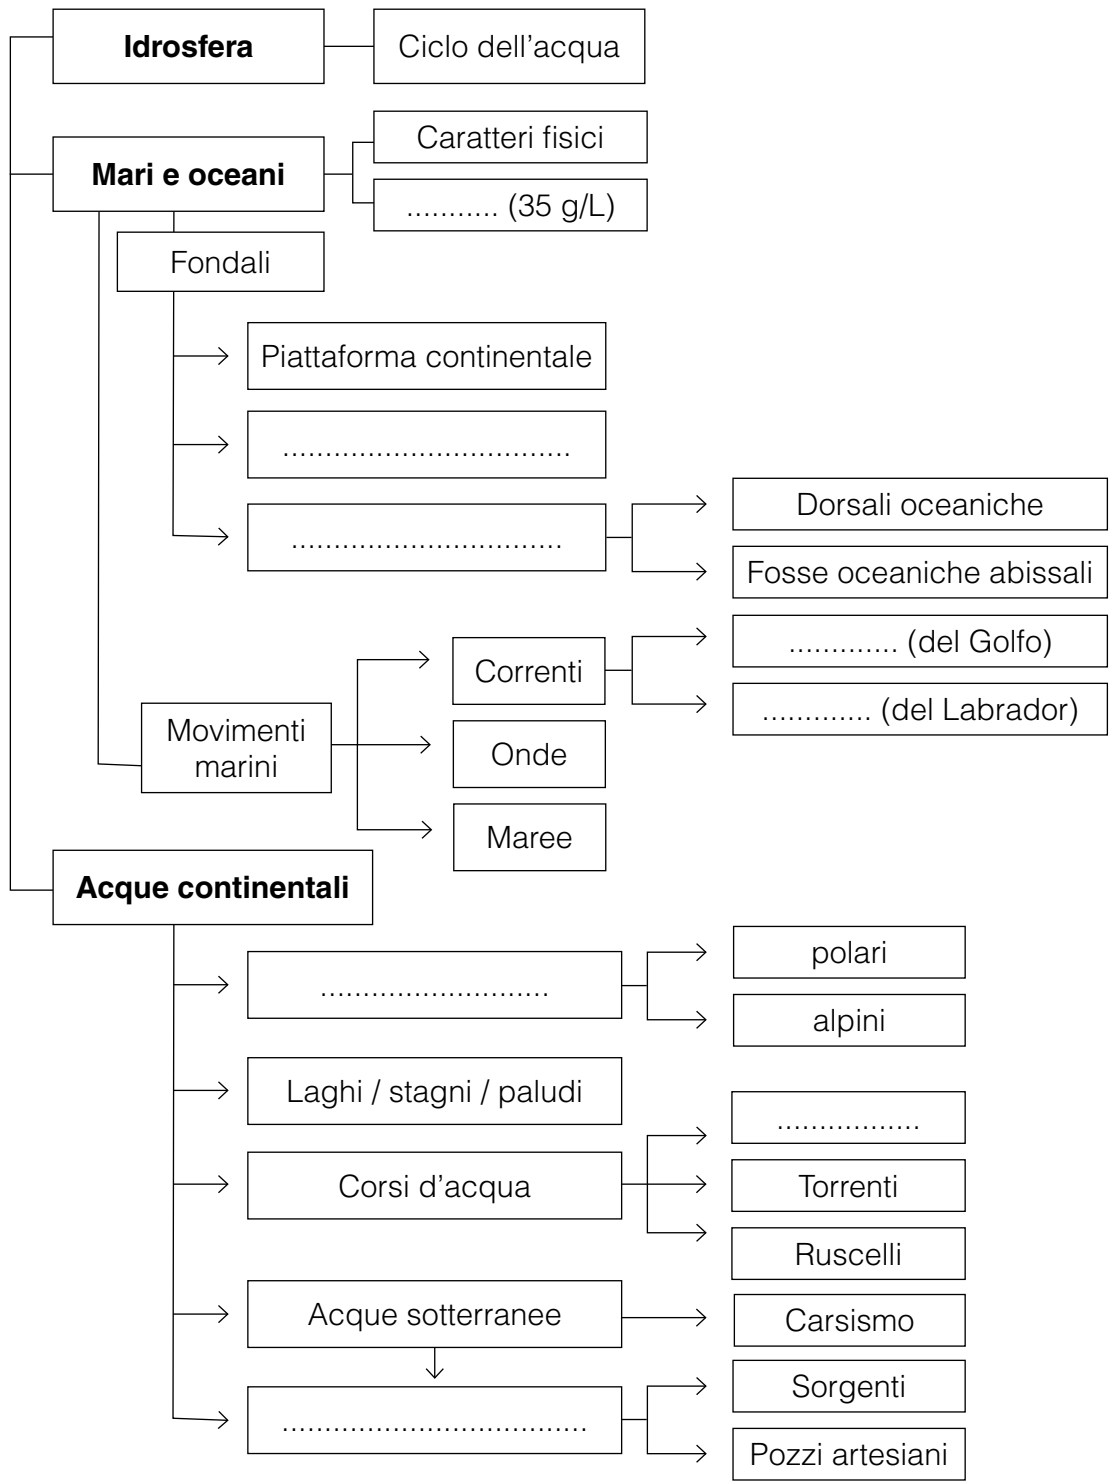 Idrosfera
Ciclo dell'acqua
Caratteri fisici
Mari e oceani
........... (35 g/L)
Fondali
Piattaforma continentale
..................................
................................
Dorsali oceaniche
Fosse oceaniche abissali
............. (del Golfo)
............. (del Labrador)
Correnti
Movimenti
marini
Onde
Maree
Acque continentali
...........................
polari
alpini
Laghi / stagni / paludi
.................
Corsi d'acqua
Torrenti
Ruscelli
Acque sotterranee
Carsismo
....................................
Sorgenti
Pozzi artesiani